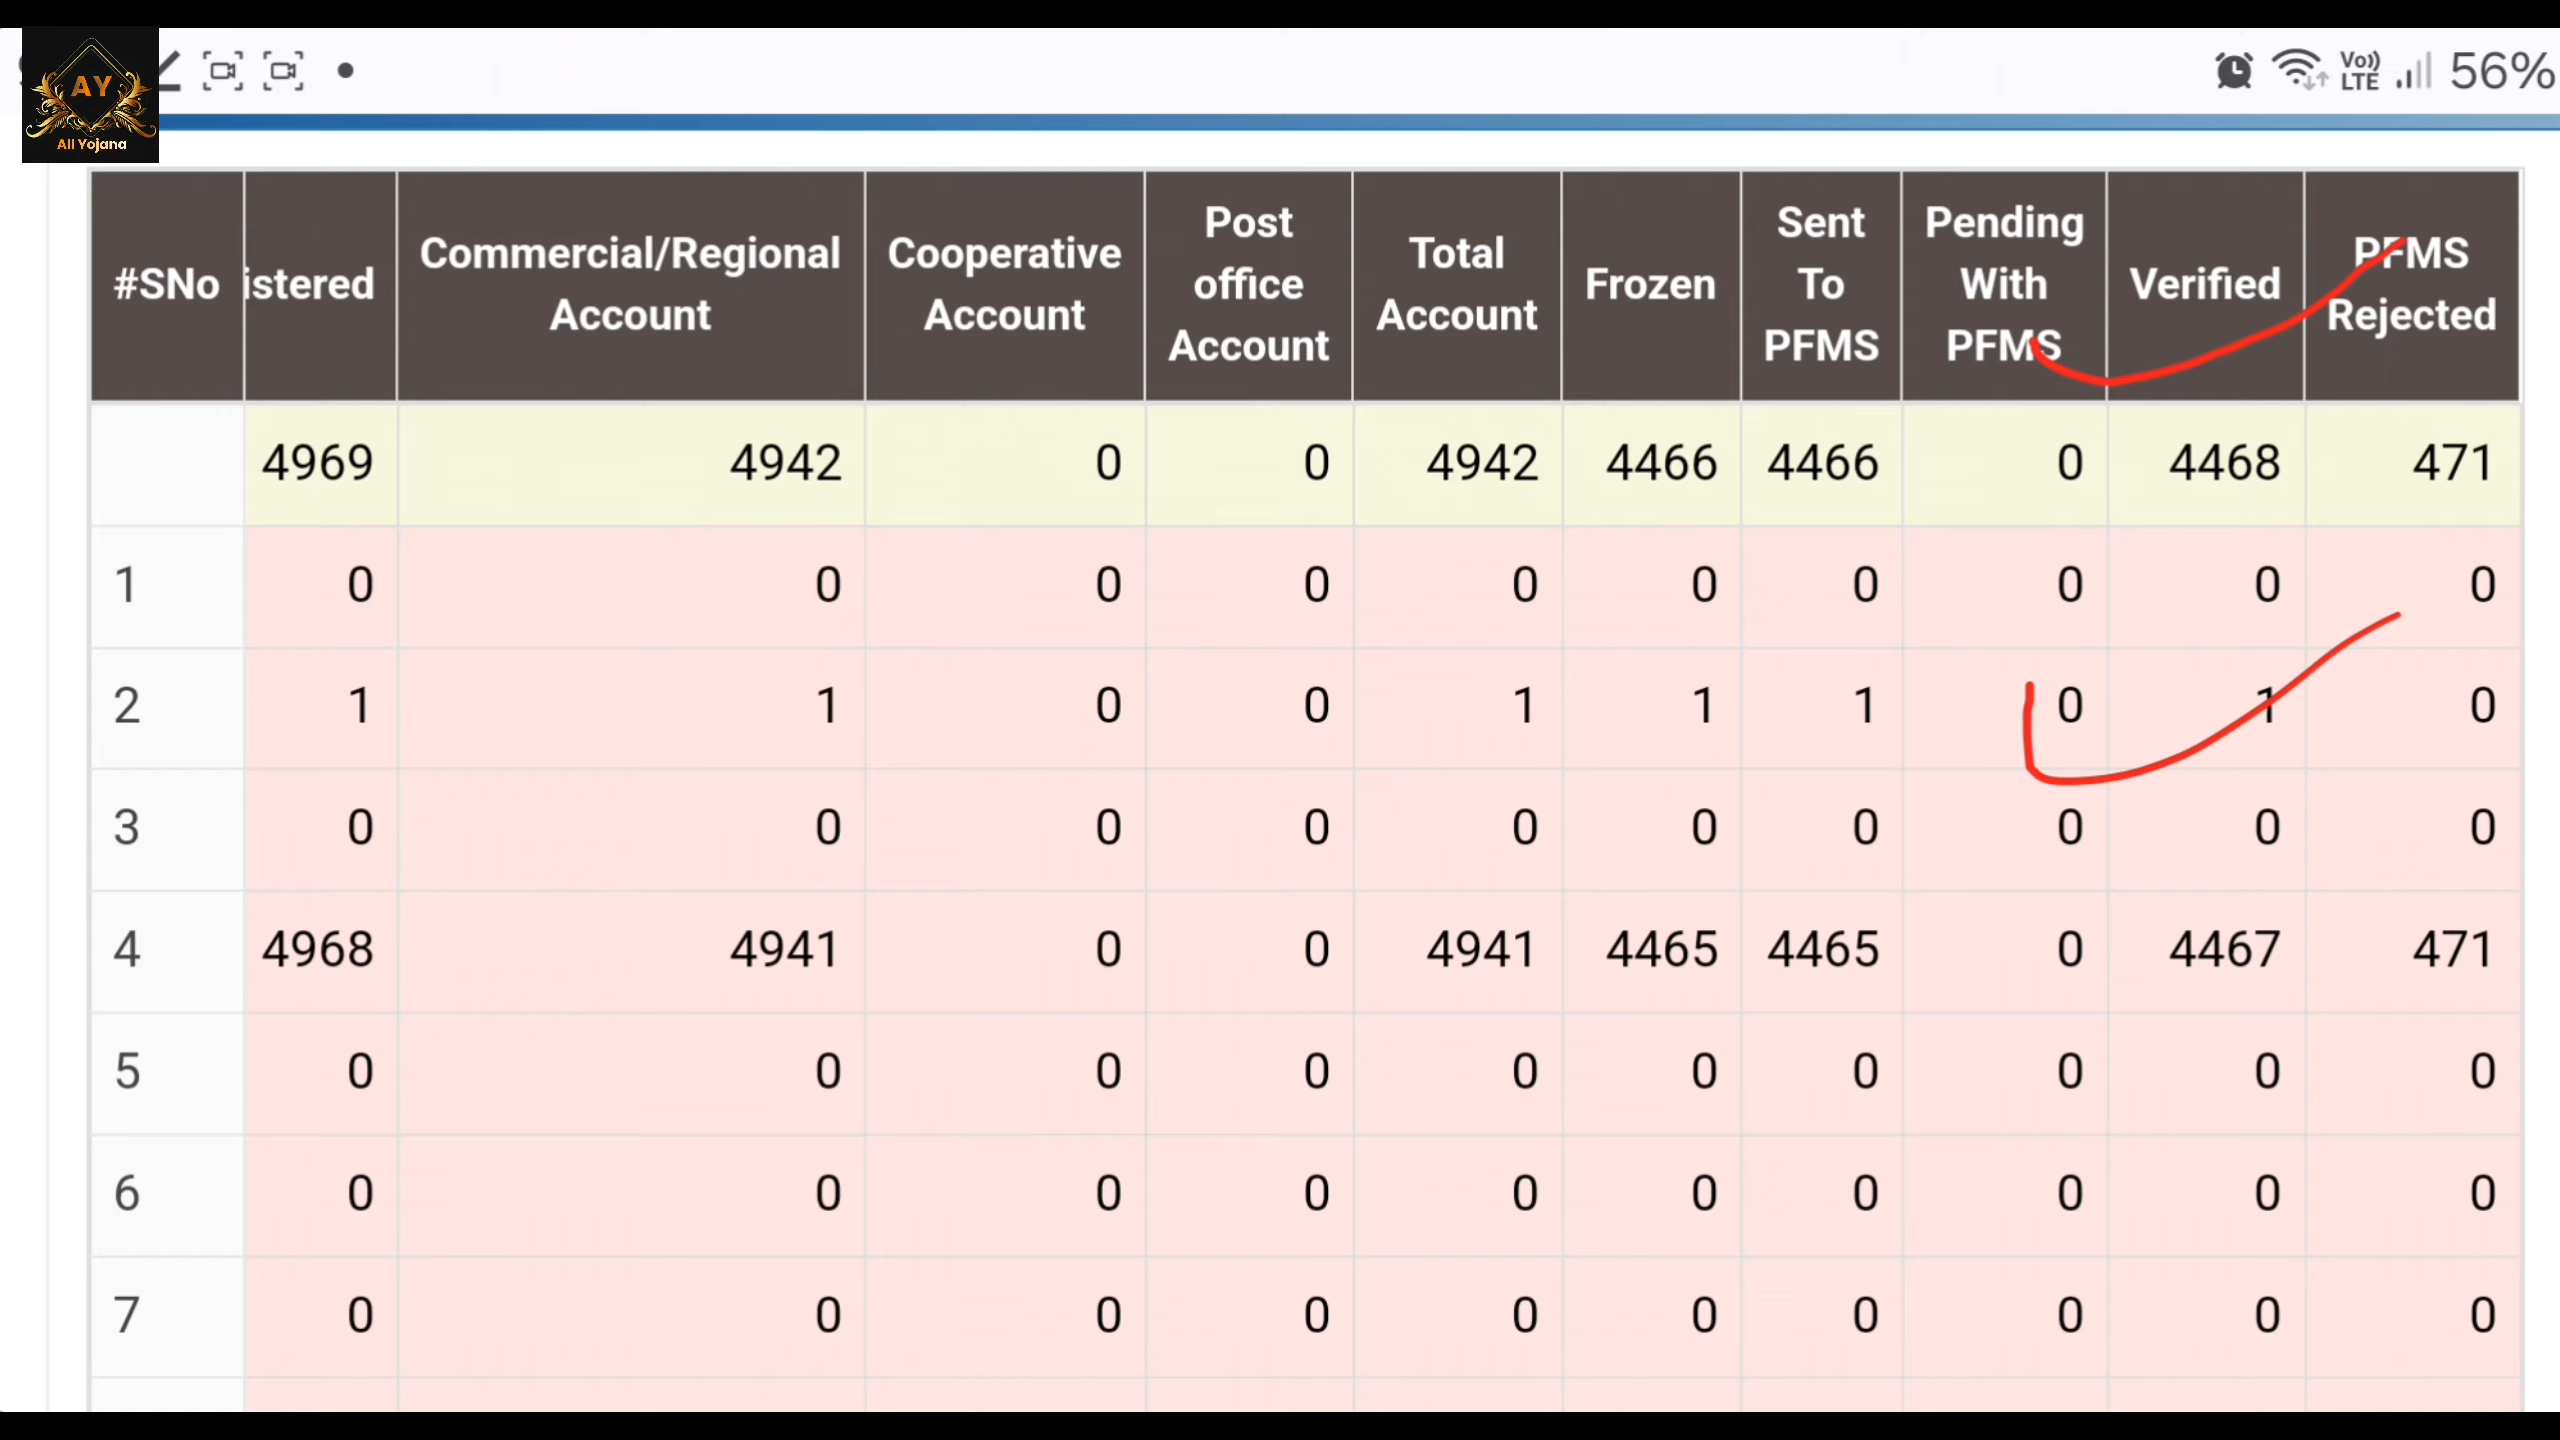 AY
All Yojana
Vo))
LTE
56%
#SNo istered Commercial/Regional Account Cooperative Account Post office Account Total Account Frozen Sent To PFMS Pending With PFMS Verified PFMS Rejected
4969 4942 0 0 4942 4466 4466 0 4468 471
1 0 0 0 0 0 0 0 0 0 0
2 1 1 0 0 1 1 1 0 1 0
3 0 0 0 0 0 0 0 0 0 0
4 4968 4941 0 0 4941 4465 4465 0 4467 471
5 0 0 0 0 0 0 0 0 0 0
6 0 0 0 0 0 0 0 0 0 0
7 0 0 0 0 0 0 0 0 0 0